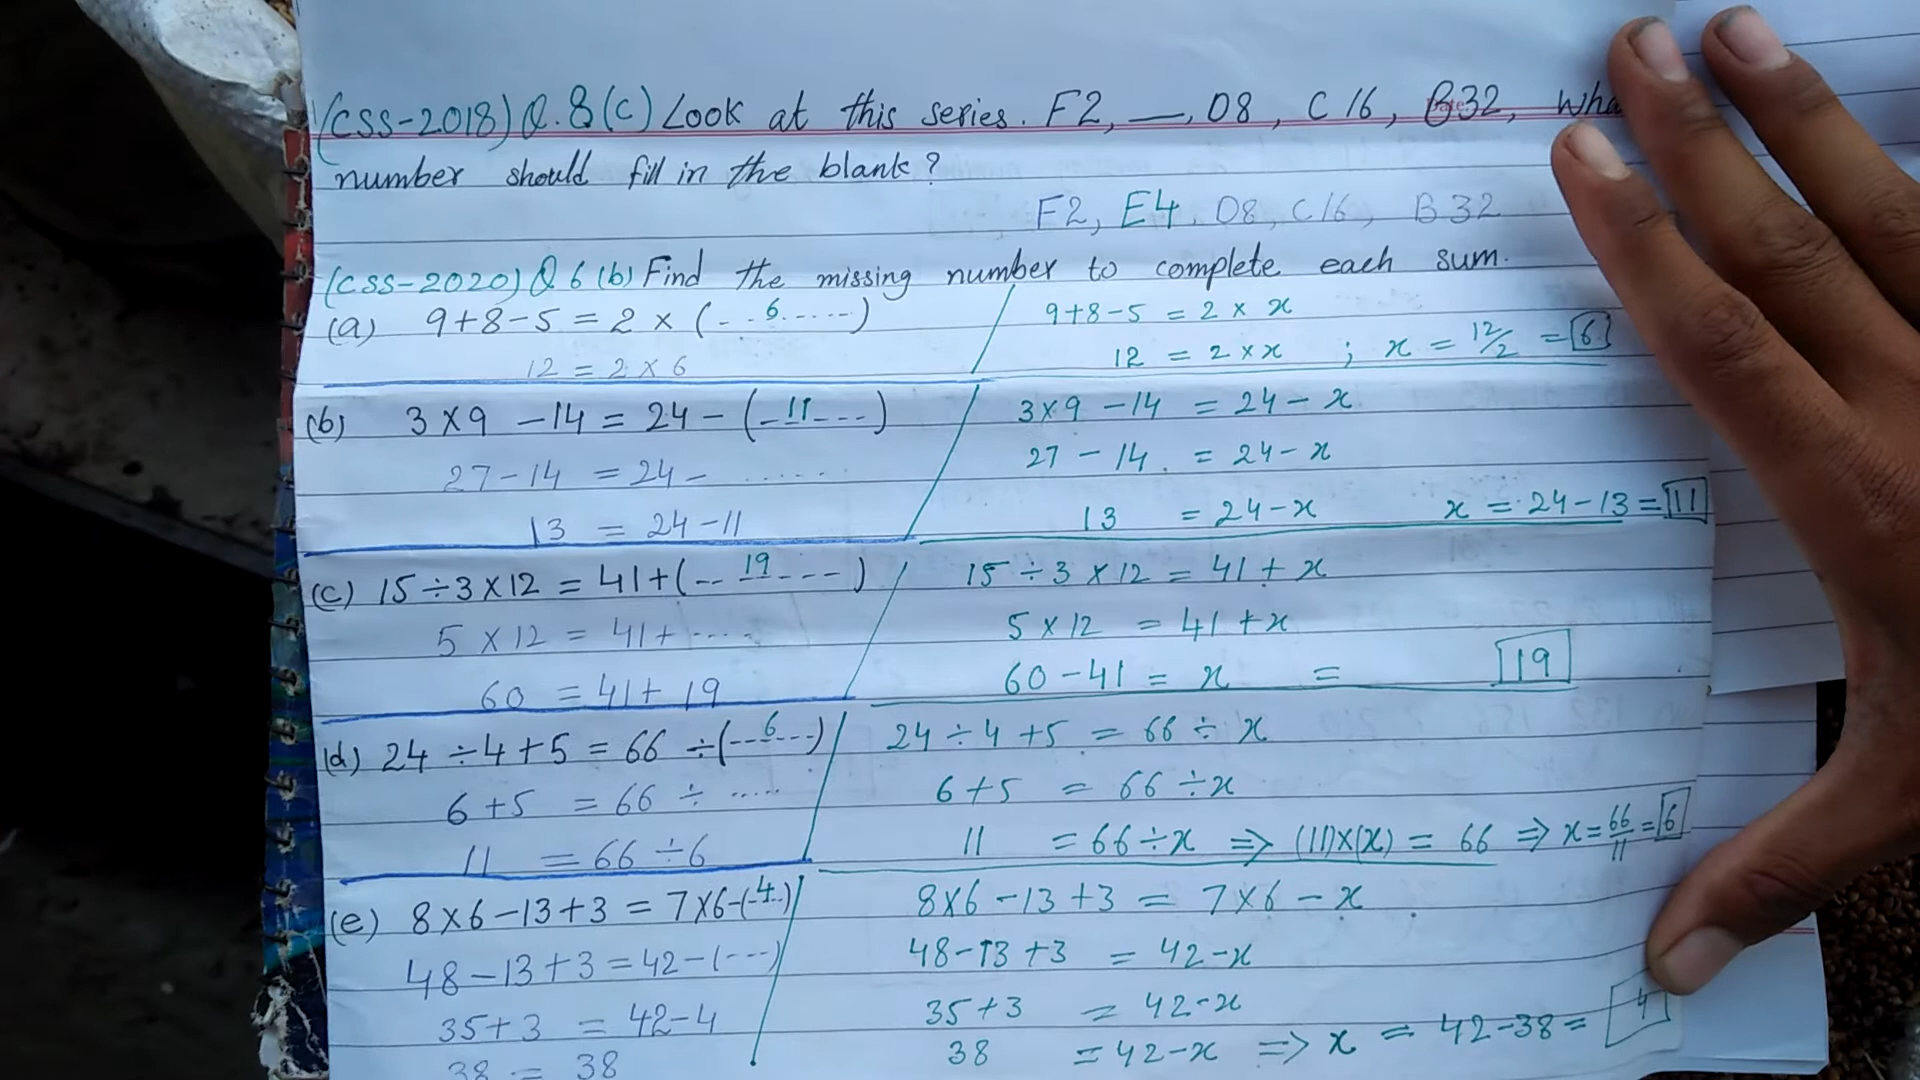 (CSS-2018) Q.8(c) Look at this series. F2, __, D8, C16, B32, Wha
number should fill in the blank?
F2, E4, D8, C16, B32
(CSS-2020) Q6(b) Find the missing number to complete each sum.
(a) 9+8-5 = 2 × (- - 6 - ----)
12 = 2 × 6
9+8-5 = 2 × x
12 = 2 × x ; x = 12/2 = 6
(b) 3×9 -14 = 24 - (- 11 ---)
27-14 = 24 - ......
13 = 24-11
3×9 -14 = 24 - x
27 - 14 = 24 - x
13 = 24 - x x = 24-13 = 11
(c) 15÷3×12 = 41+(-- 19 ---)
5 ×12 = 41+ ....
60 = 41+ 19
15÷3×12 = 41 + x
5×12 = 41 + x
60-41 = x = 19
(d) 24 ÷4+5 = 66 ÷(--6---)
6+5 = 66 ÷ .....
11 = 66 ÷6
24÷4+5 = 66 ÷ x
6+5 = 66 ÷x
11 = 66÷x ⇒ (11)×(x) = 66 ⇒ x = 66/11 = 6
(e) 8×6-13+3 = 7×6-(-4..)
48-13+3 = 42-(---)
35+3 = 42-4
38 = 38
8×6-13+3 = 7×6 - x
48-13+3 = 42-x
35+3 = 42-x
38 = 42-x ⇒ x = 42-38 = 4